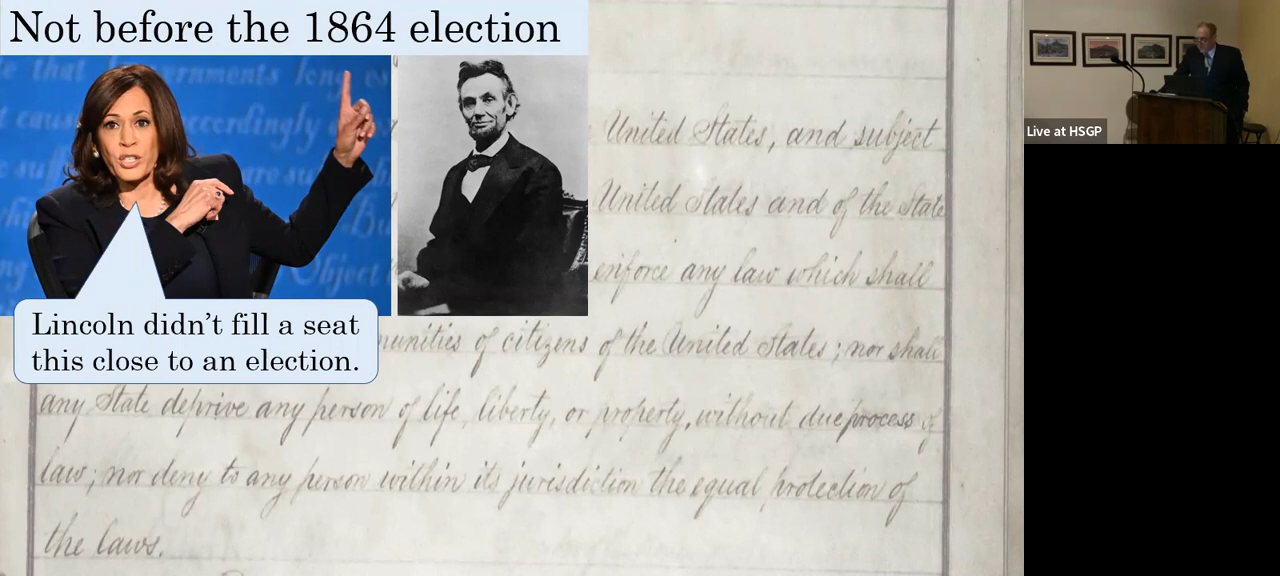 Not before the 1864 election
Lincoln didn't fill a seat
this close to an election.
United States, and subject
United States and of the State
enforce any law which shall
munities of citizens of the United States; nor shall
any State deprive any person of life, liberty, or property, without due process of
law; nor deny to any person within its jurisdiction the equal protection of
the laws.
Live at HSGP